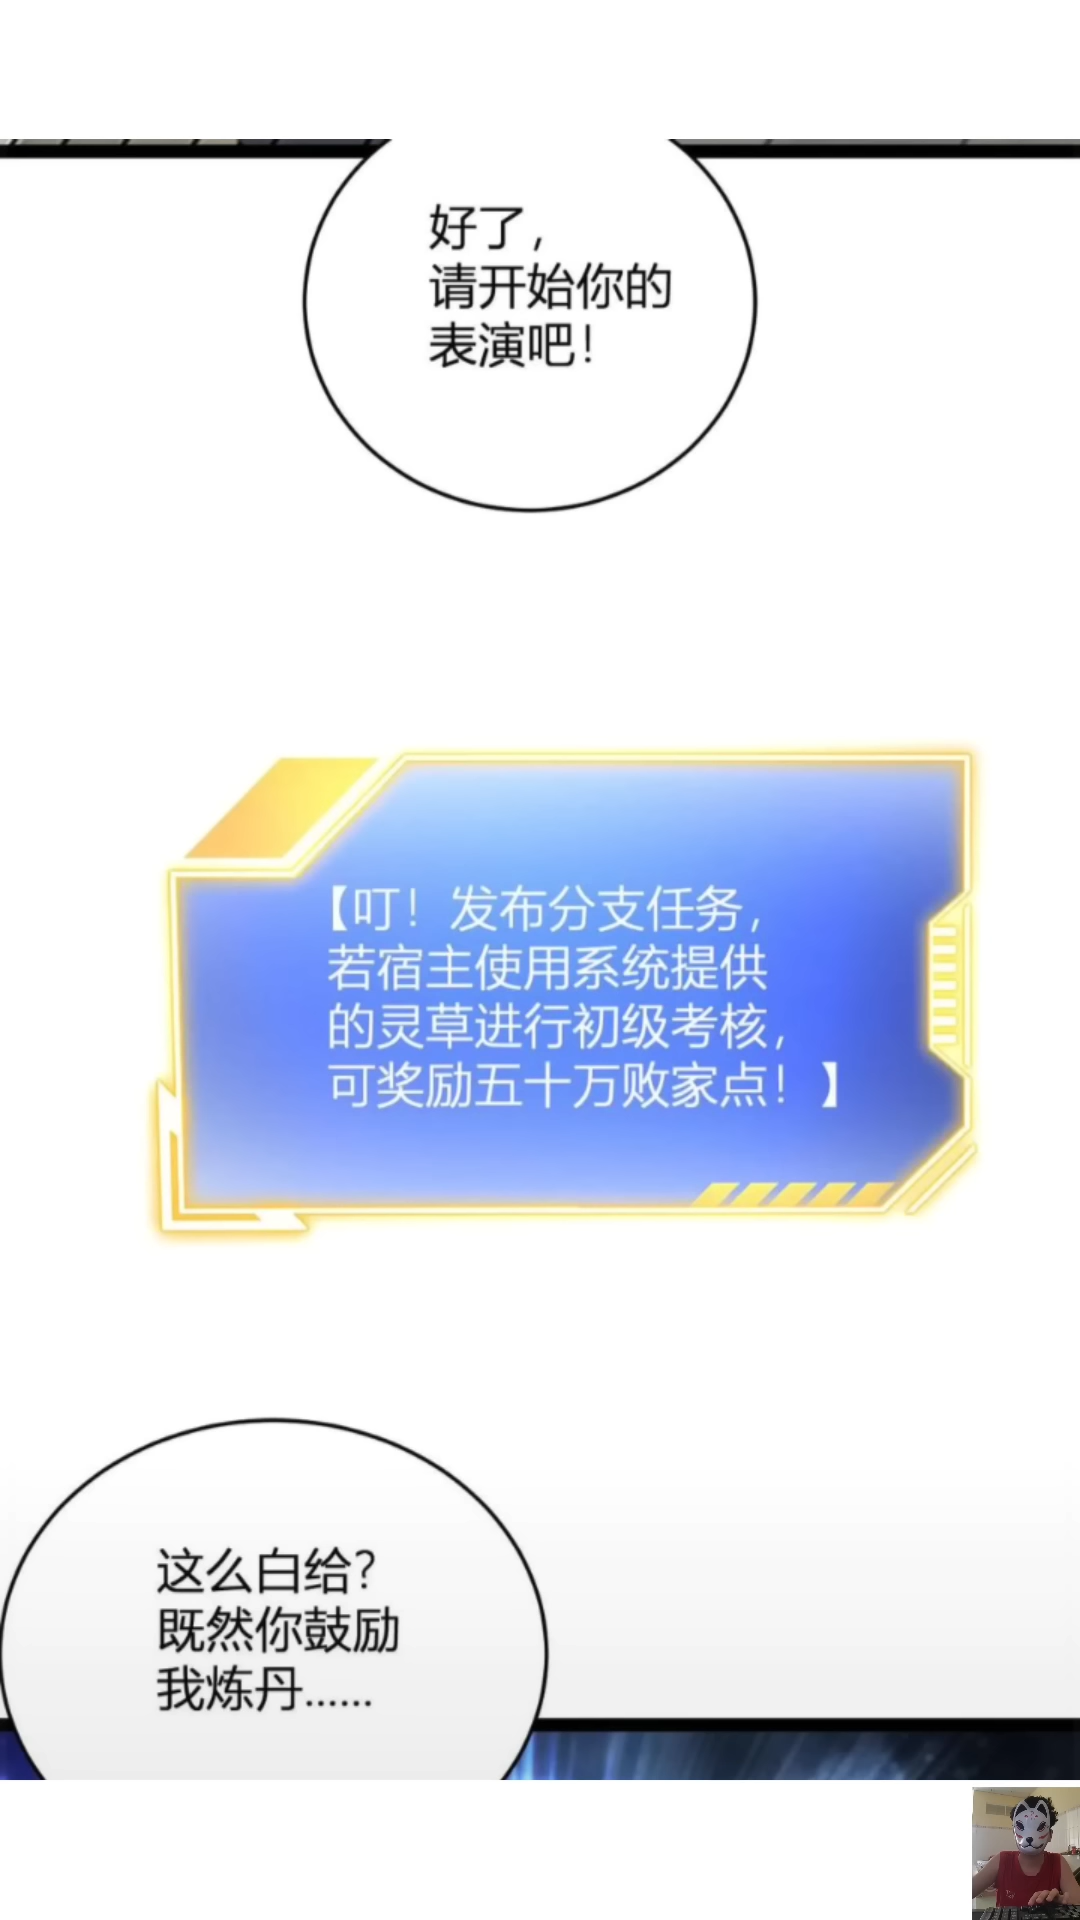 好了，
请开始你的
表演吧！
【叮！发布分支任务，
若宿主使用系统提供
的灵草进行初级考核，
可奖励五十万败家点！】
这么白给？
既然你鼓励
我炼丹……